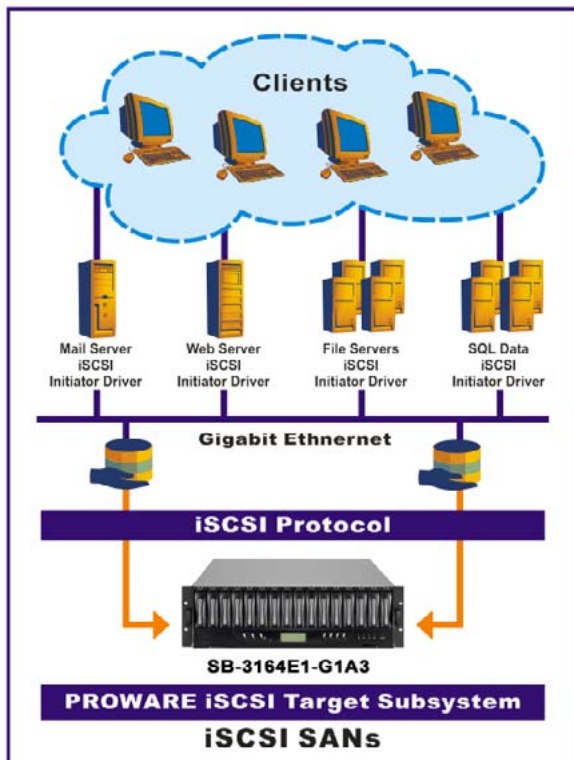 Clients
Mail Server
iSCSI
Initiator Driver
Web Server
iSCSI
Initiator Driver
File Servers
iSCSI
Initiator Driver
SQL Data
iSCSI
Initiator Driver
Gigabit Ethnernet
iSCSI Protocol
SB-3164E1-G1A3
PROWARE iSCSI Target Subsystem
iSCSI SANs